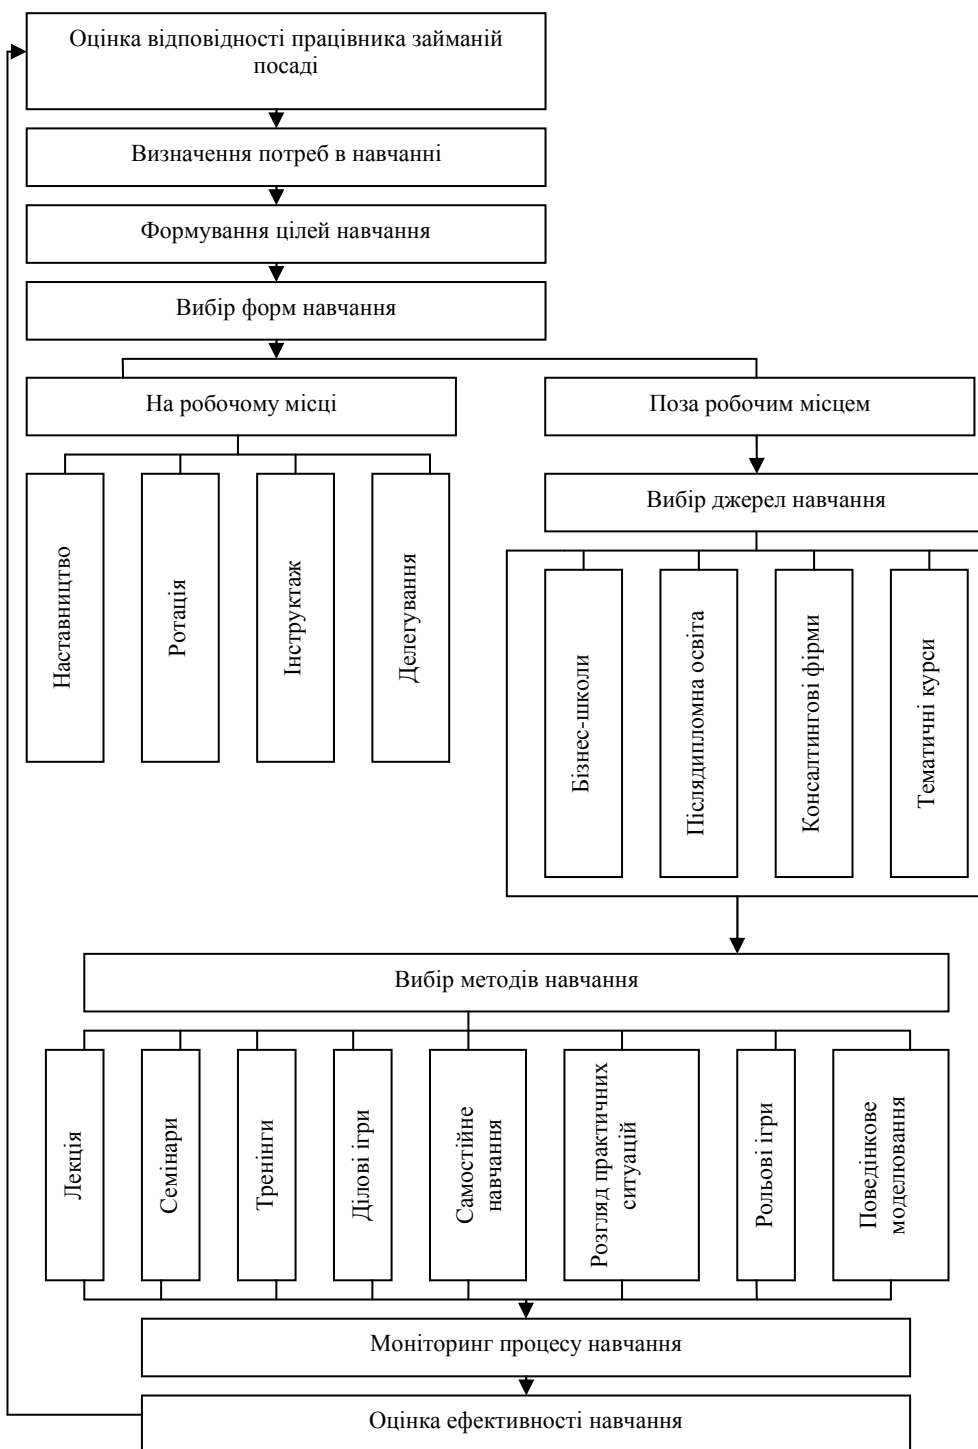 Оцінка відповідності працівника займаній
посаді
Визначення потреб в навчанні
Формування цілей навчання
Вибір форм навчання
На робочому місці
Поза робочим місцем
Наставництво
Ротація
Інструктаж
Делегування
Вибір джерел навчання
Бізнес-школи
Післядипломна освіта
Консалтингові фірми
Тематичні курси
Вибір методів навчання
Лекція
Семінари
Тренінги
Ділові ігри
Самостійне
навчання
Розгляд практичних
ситуацій
Рольові ігри
Поведінкове
моделювання
Моніторинг процесу навчання
Оцінка ефективності навчання